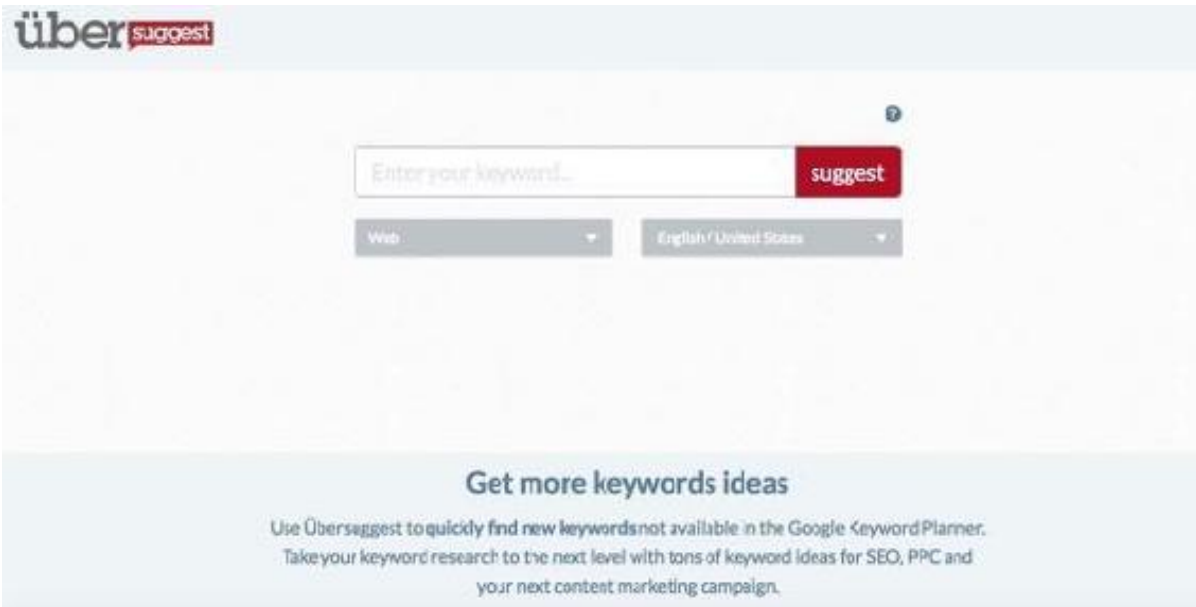 über suggest
?
Enter your keyword...
suggest
Web
English / United States
Get more keywords ideas
Use Übersuggest to quickly find new keywords not available in the Google Keyword Planner.
Take your keyword research to the next level with tons of keyword ideas for SEO, PPC and
your next content marketing campaign.